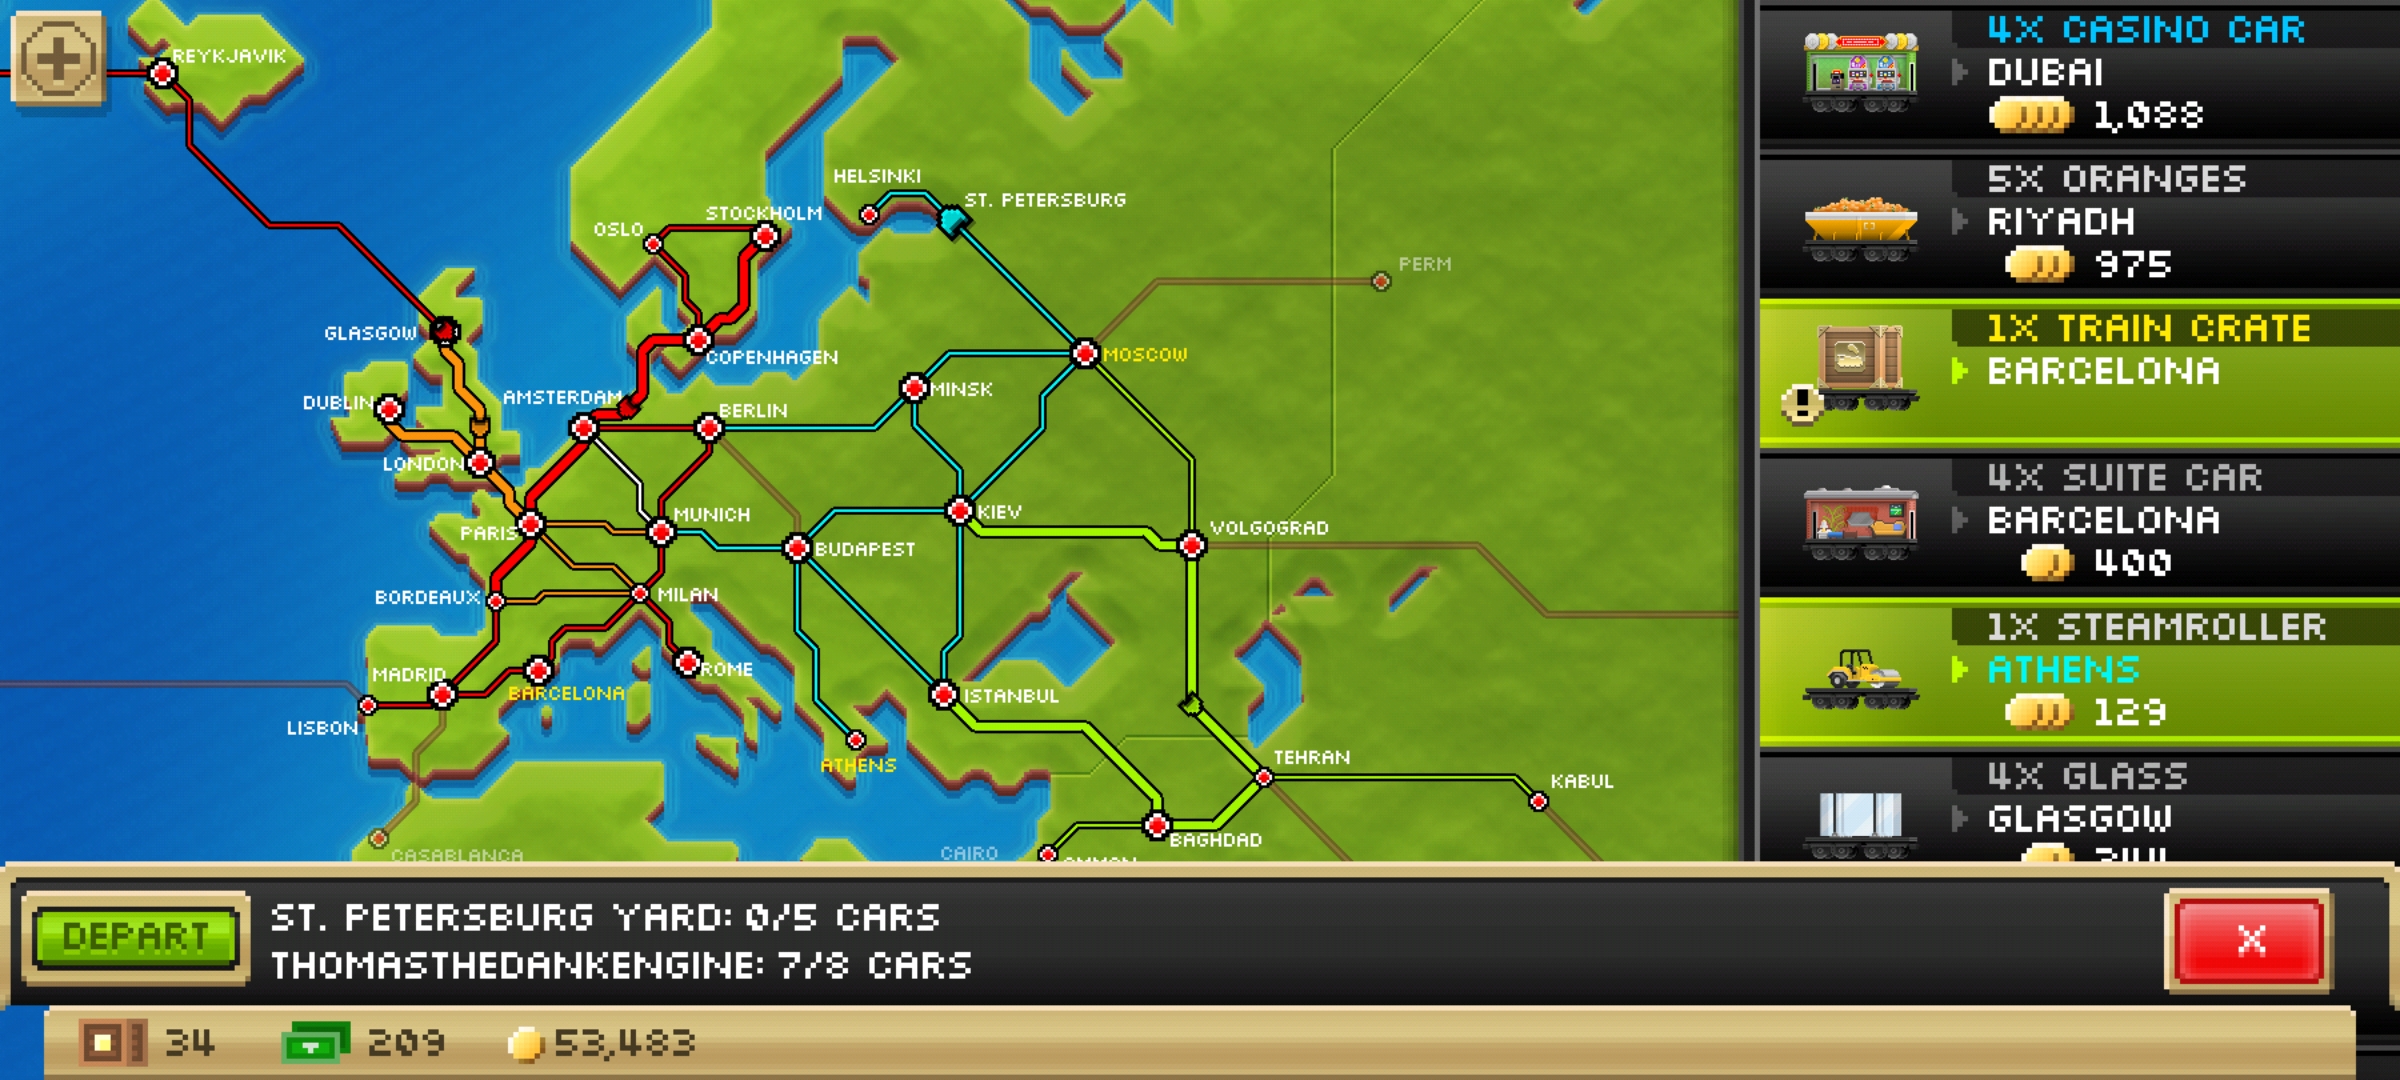 REYKJAVIK
HELSINKI
ST. PETERSBURG
STOCKHOLM
OSLO
PERM
GLASGOW
COPENHAGEN
MOSCOW
MINSK
AMSTERDAM
DUBLIN
BERLIN
LONDON
MUNICH
KIEV
PARIS
VOLGOGRAD
BUDAPEST
BORDEAUX
MILAN
MADRID
ROME
BARCELONA
ISTANBUL
LISBON
ATHENS
TEHRAN
KABUL
BAGHDAD
CASABLANCA
CAIRO
4X CASINO CAR
DUBAI
1,088
5X ORANGES
RIYADH
975
1X TRAIN CRATE
BARCELONA
!
4X SUITE CAR
BARCELONA
400
1X STEAMROLLER
ATHENS
129
4X GLASS
GLASGOW
DEPART
ST. PETERSBURG YARD: 0/5 CARS
THOMASTHEDANKENGINE: 7/8 CARS
X
34
209
53,483